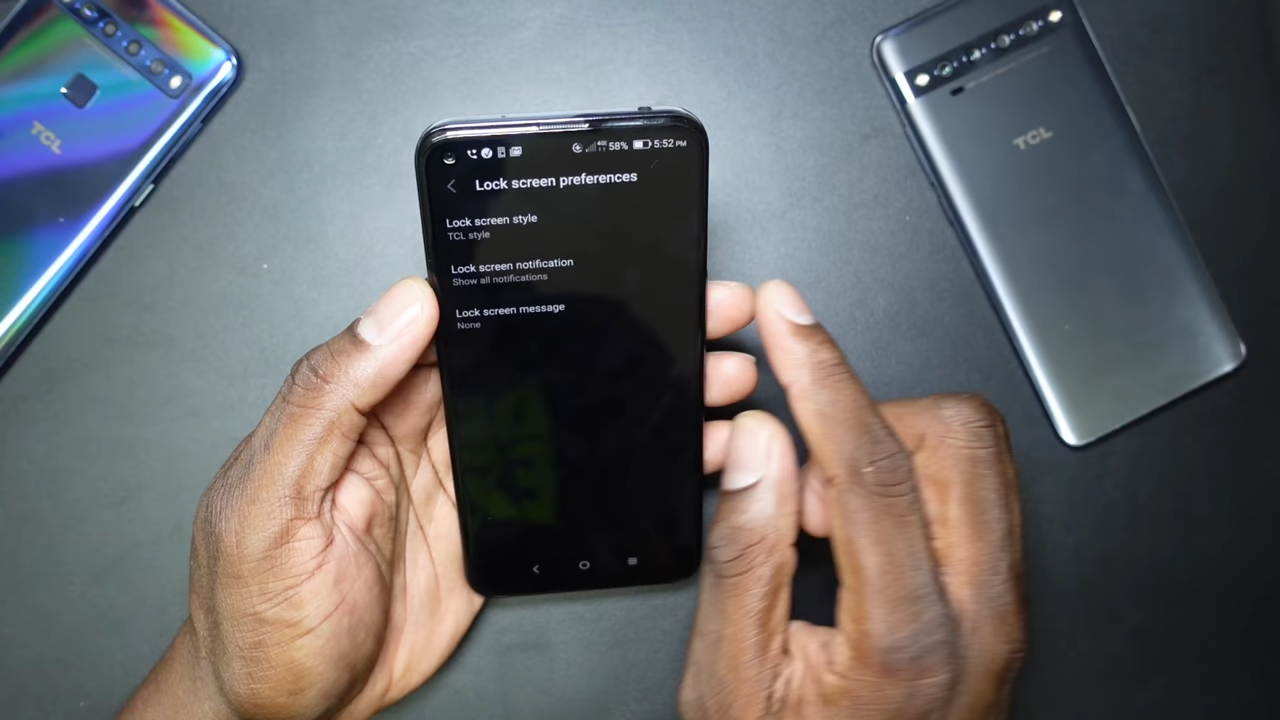 TCL
TCL
58% 5:52 PM
Lock screen preferences
Lock screen style
TCL style
Lock screen notification
Show all notifications
Lock screen message
None